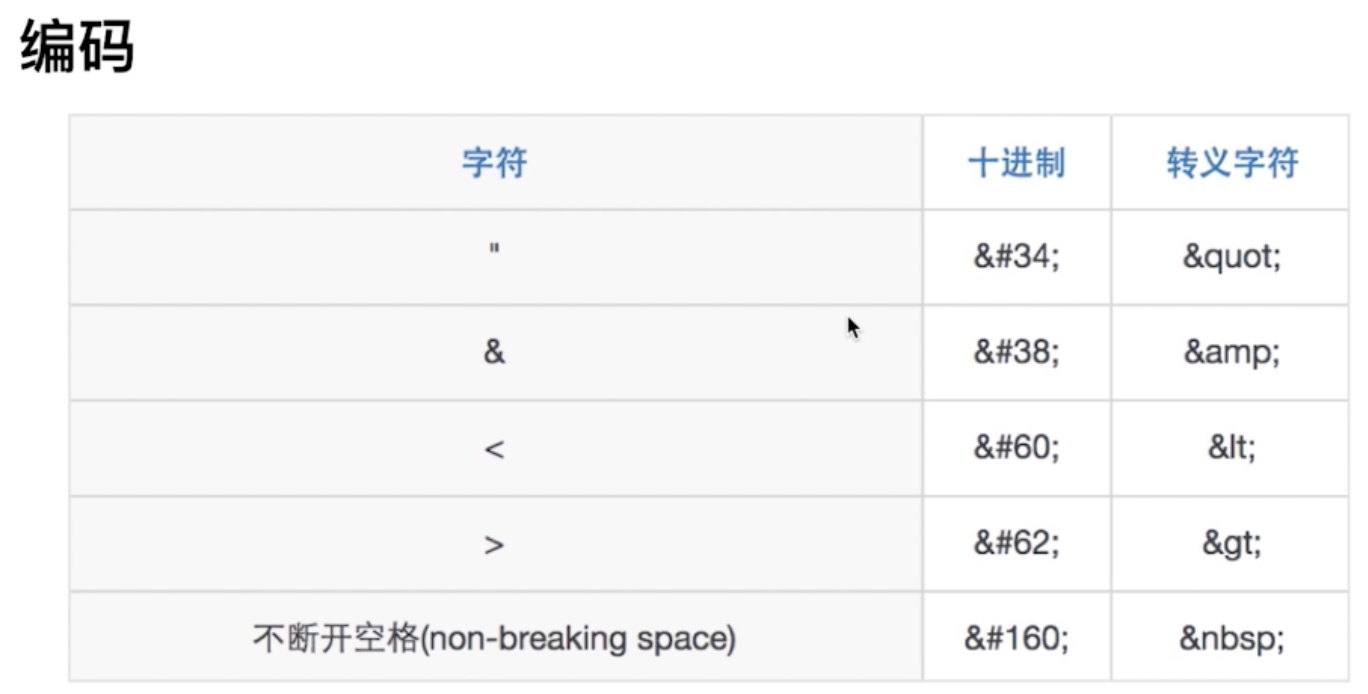 编码
字符 十进制 转义字符
" &#34; &quot;
& &#38; &amp;
< &#60; &lt;
> &#62; &gt;
不断开空格(non-breaking space) &#160; &nbsp;